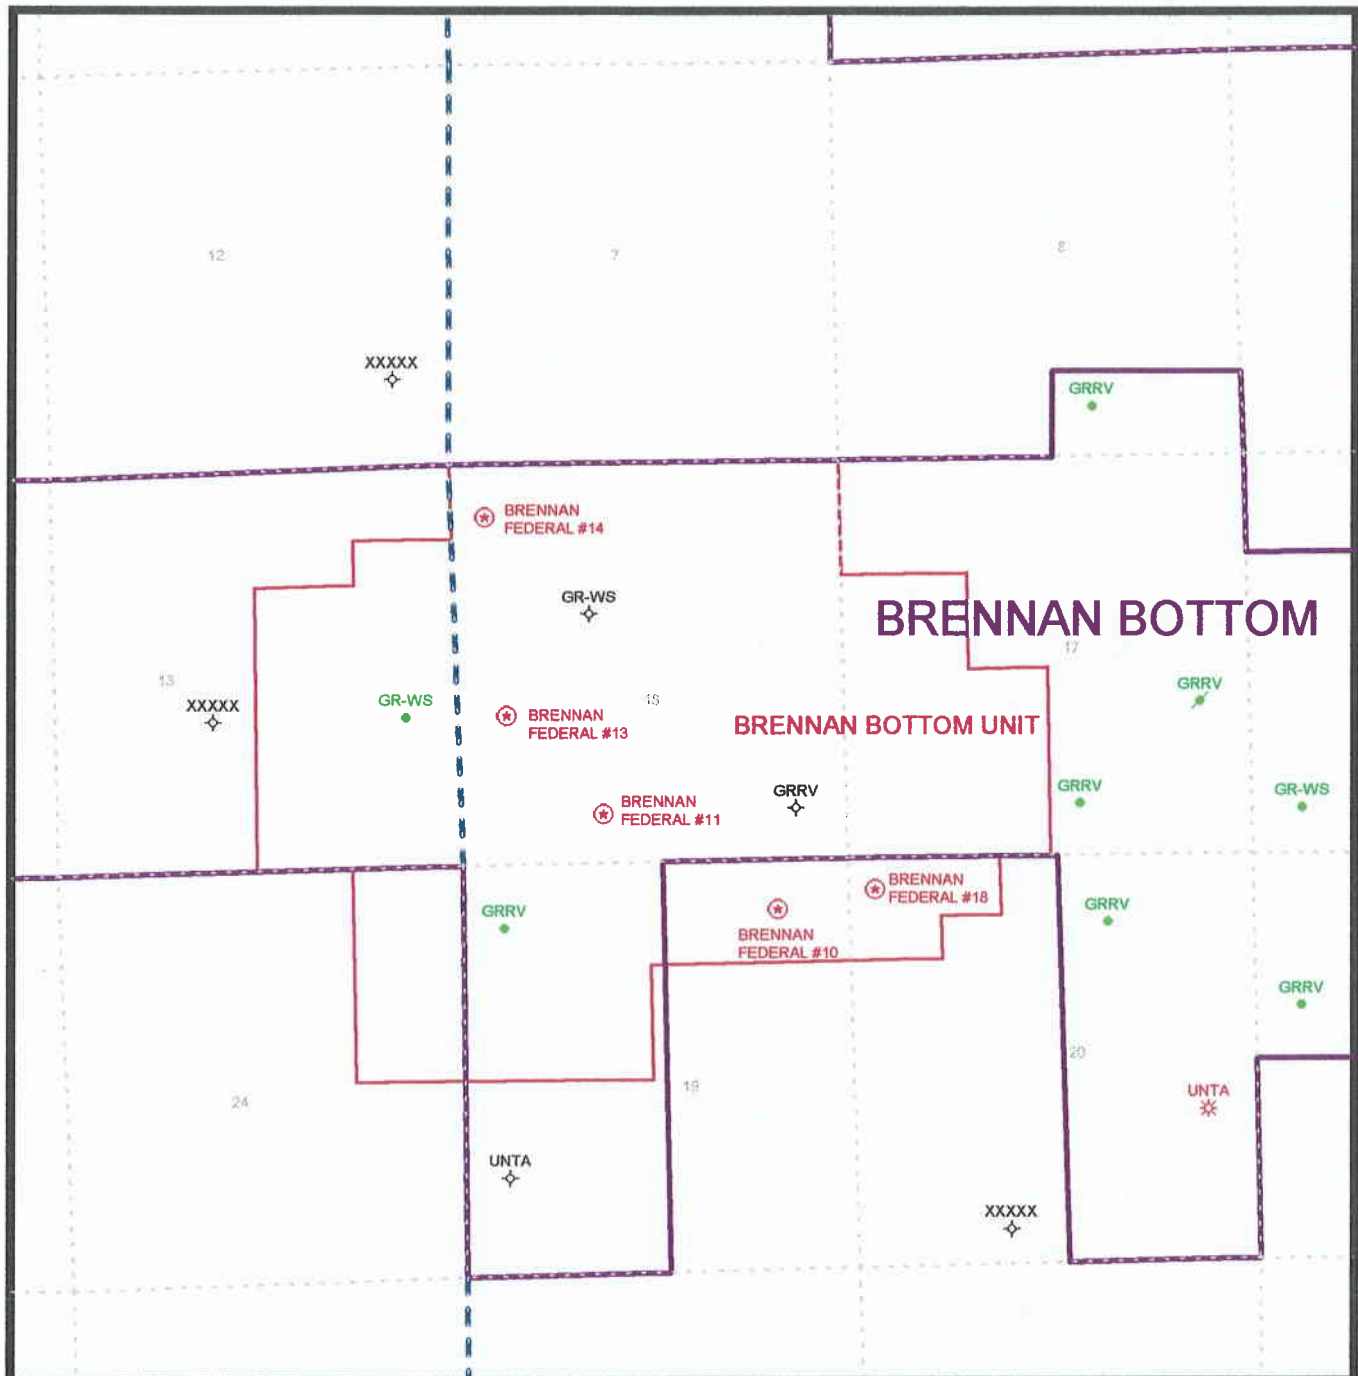 12
7
8
XXXXX
GRRV
BRENNAN
FEDERAL #14
GR-WS
BRENNAN BOTTOM
17
13
XXXXX
GR-WS
18
BRENNAN
FEDERAL #13
BRENNAN BOTTOM UNIT
GRRV
GRRV
GR-WS
BRENNAN
FEDERAL #11
GRRV
GRRV
BRENNAN
FEDERAL #18
BRENNAN
FEDERAL #10
GRRV
GRRV
24
19
20
UNTA
UNTA
XXXXX